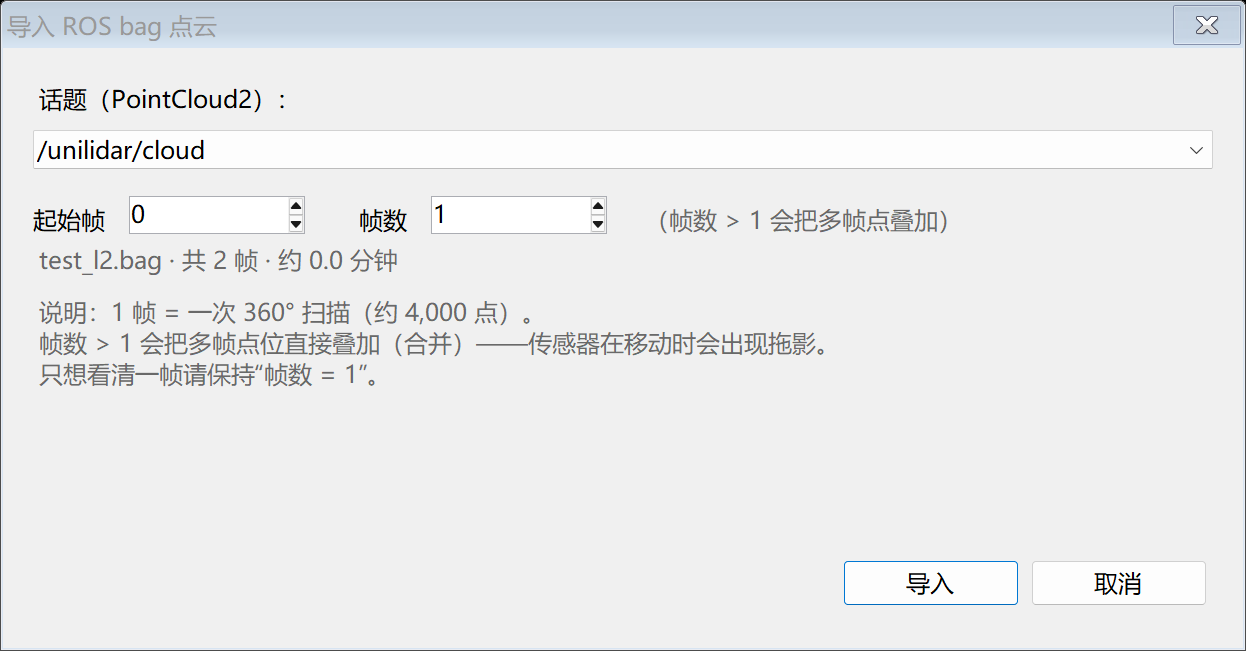 导入 ROS bag 点云
话题（PointCloud2）:
/unilidar/cloud
起始帧 0 帧数 1 （帧数 > 1 会把多帧点叠加）
test_l2.bag · 共 2 帧 · 约 0.0 分钟
说明：1 帧 = 一次 360° 扫描（约 4,000 点）。
帧数 > 1 会把多帧点位直接叠加（合并）——传感器在移动时会出现拖影。
只想看清一帧请保持“帧数 = 1”。
导入 取消